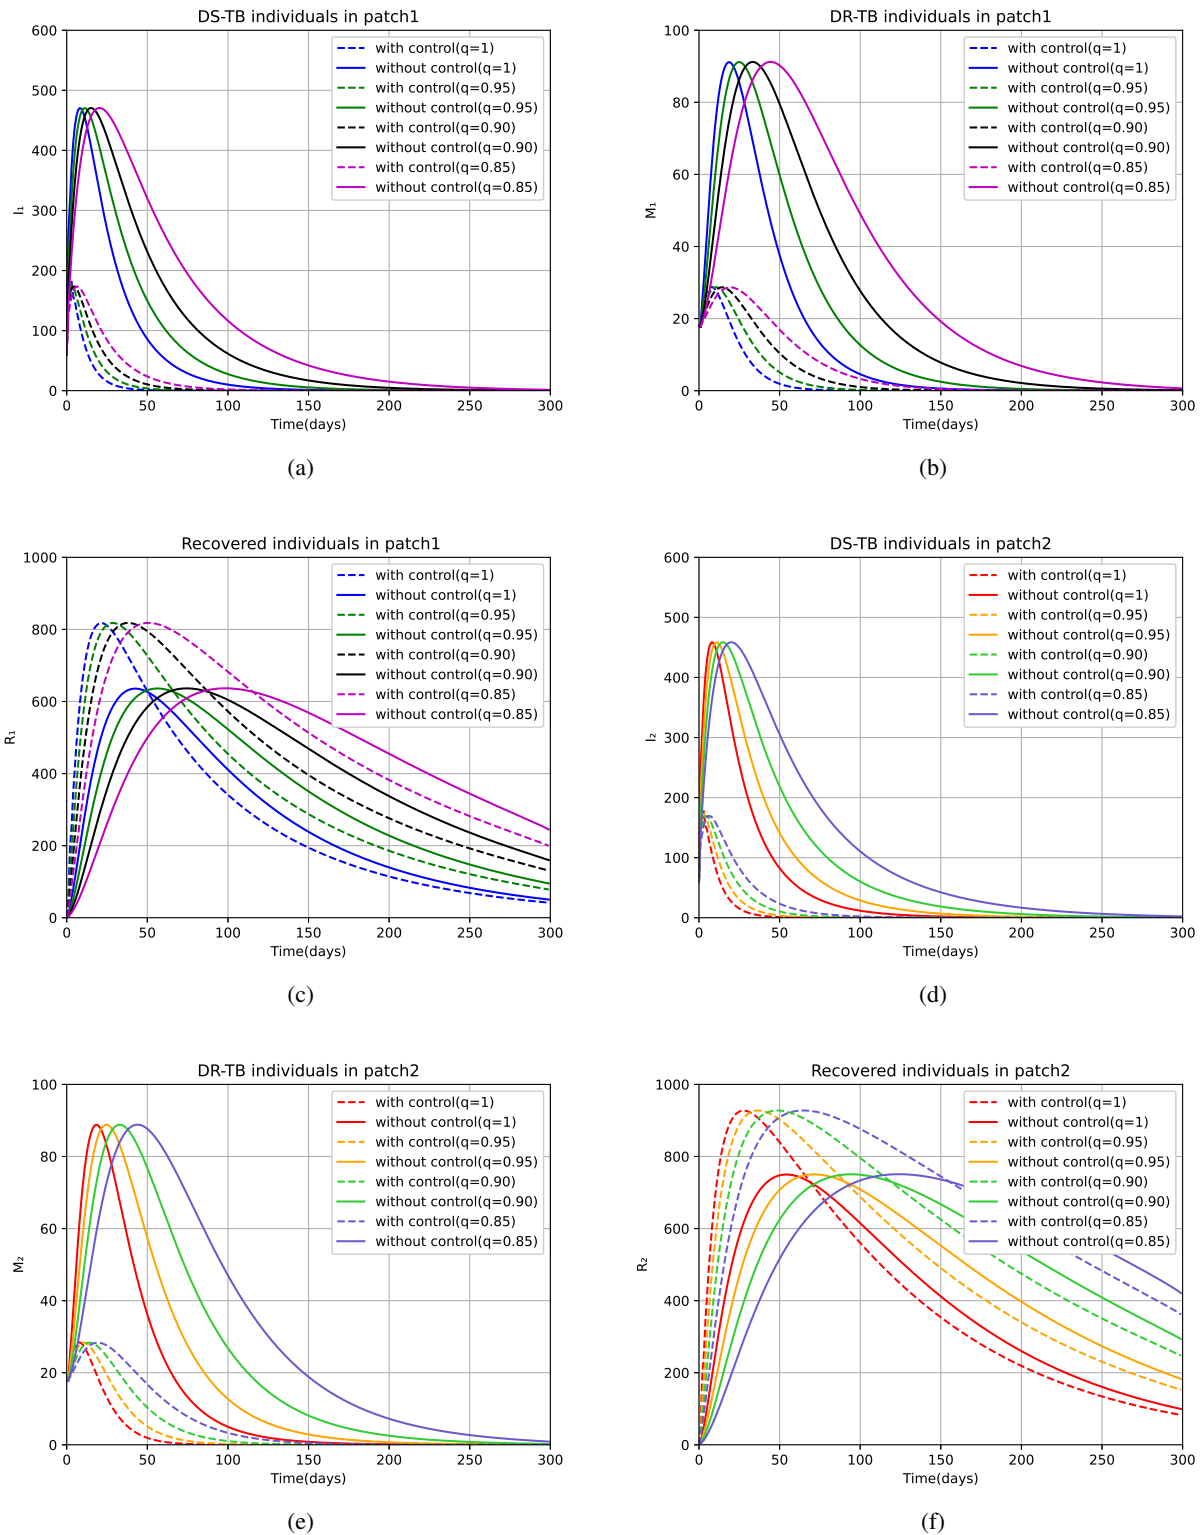 DS-TB individuals in patch1
600
500
400
300
200
100
0
I₁
with control(q=1)
without control(q=1)
with control(q=0.95)
without control(q=0.95)
with control(q=0.90)
without control(q=0.90)
with control(q=0.85)
without control(q=0.85)
0 50 100 150 200 250 300
Time(days)
(a)
DR-TB individuals in patch1
100
80
60
40
20
0
M₁
with control(q=1)
without control(q=1)
with control(q=0.95)
without control(q=0.95)
with control(q=0.90)
without control(q=0.90)
with control(q=0.85)
without control(q=0.85)
0 50 100 150 200 250 300
Time(days)
(b)
Recovered individuals in patch1
1000
800
600
400
200
0
R₁
with control(q=1)
without control(q=1)
with control(q=0.95)
without control(q=0.95)
with control(q=0.90)
without control(q=0.90)
with control(q=0.85)
without control(q=0.85)
0 50 100 150 200 250 300
Time(days)
(c)
DS-TB individuals in patch2
600
500
400
300
200
100
0
I₂
with control(q=1)
without control(q=1)
with control(q=0.95)
without control(q=0.95)
with control(q=0.90)
without control(q=0.90)
with control(q=0.85)
without control(q=0.85)
0 50 100 150 200 250 300
Time(days)
(d)
DR-TB individuals in patch2
100
80
60
40
20
0
M₂
with control(q=1)
without control(q=1)
with control(q=0.95)
without control(q=0.95)
with control(q=0.90)
without control(q=0.90)
with control(q=0.85)
without control(q=0.85)
0 50 100 150 200 250 300
Time(days)
(e)
Recovered individuals in patch2
1000
800
600
400
200
0
R₂
with control(q=1)
without control(q=1)
with control(q=0.95)
without control(q=0.95)
with control(q=0.90)
without control(q=0.90)
with control(q=0.85)
without control(q=0.85)
0 50 100 150 200 250 300
Time(days)
(f)